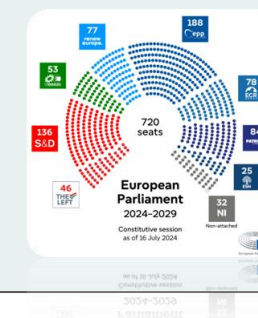 188
epp
77
renew
europe.
78
ECR
53
720
seats
136
S&D
84
25
ESN
46
THE
LEFT
32
NI
Non-attached
European
Parliament
2024-2029
Constitutive session
as of 16 July 2024